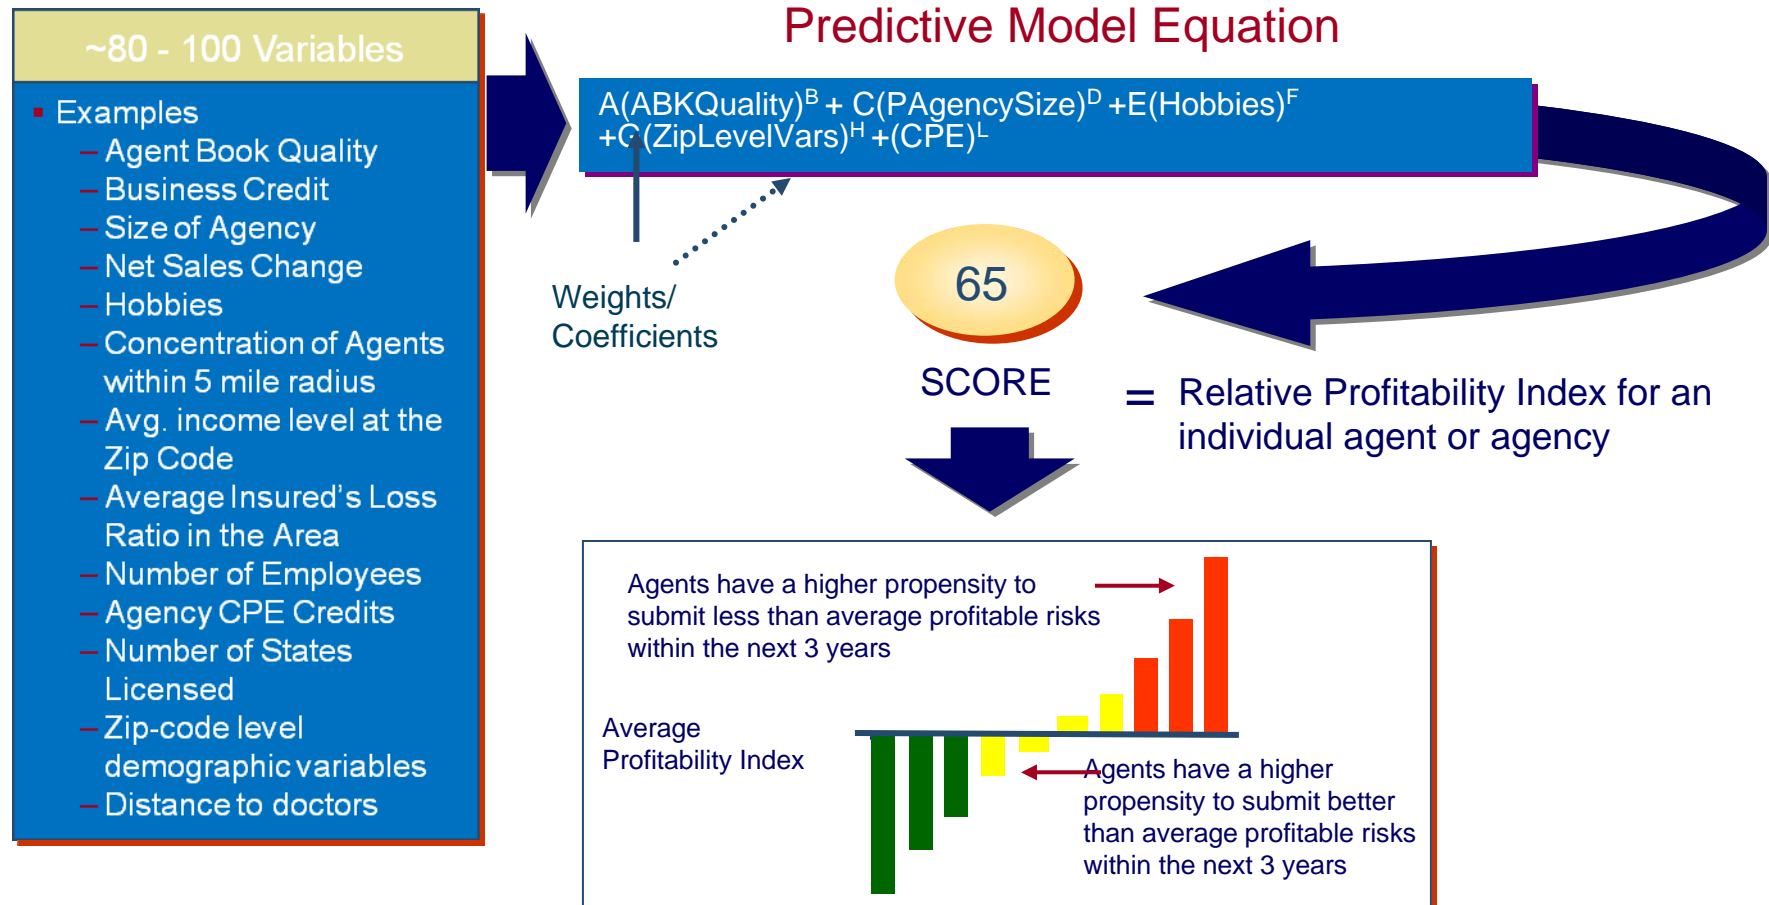 ~80 - 100 Variables
▪ Examples
– Agent Book Quality
– Business Credit
– Size of Agency
– Net Sales Change
– Hobbies
– Concentration of Agents
within 5 mile radius
– Avg. income level at the
Zip Code
– Average Insured's Loss
Ratio in the Area
– Number of Employees
– Agency CPE Credits
– Number of States
Licensed
– Zip-code level
demographic variables
– Distance to doctors
Predictive Model Equation
A(ABKQuality)^B + C(PAgencySize)^D +E(Hobbies)^F
+G(ZipLevelVars)^H +(CPE)^L
Weights/
Coefficients
65
SCORE
= Relative Profitability Index for an
individual agent or agency
Agents have a higher propensity to
submit less than average profitable risks
within the next 3 years
Average
Profitability Index
Agents have a higher
propensity to submit better
than average profitable risks
within the next 3 years